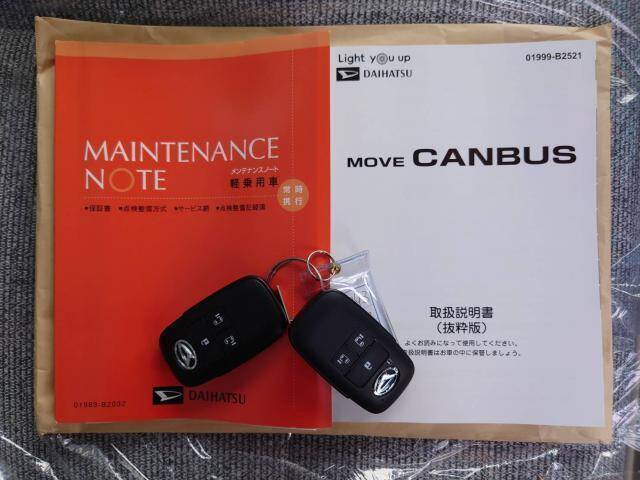 MAINTENANCE
NOTE
メンテナンスノート
軽乗用車
常時
携行
●保証書 ●点検整備方式 ●サービス網 ●点検整備記録簿
01983-B2032
DAIHATSU
Light you up
DAIHATSU
01999-B2521
MOVE CANBUS
取扱説明書
(抜粋版)
よくお読みになって使用してください。
取扱説明書はお車の中に保管しましょう。